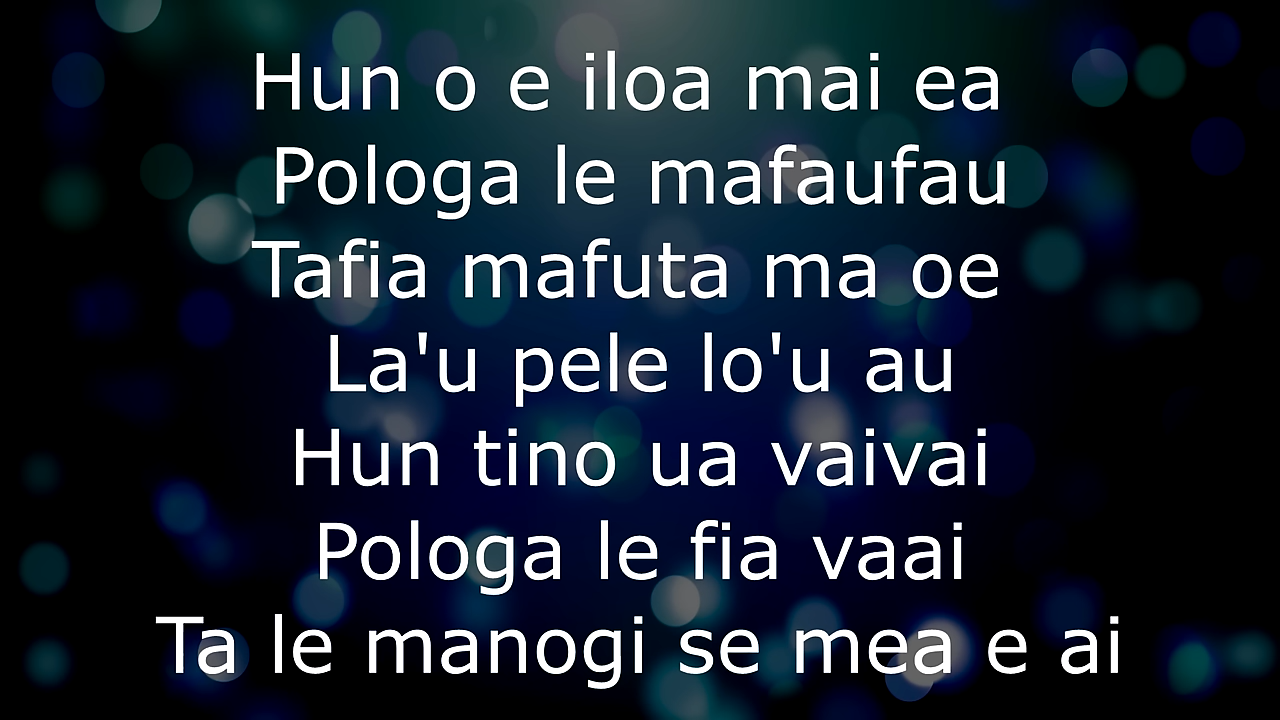 Hun o e iloa mai ea
Pologa le mafaufau
Tafia mafuta ma oe
La'u pele lo'u au
Hun tino ua vaivai
Pologa le fia vaai
Ta le manogi se mea e ai